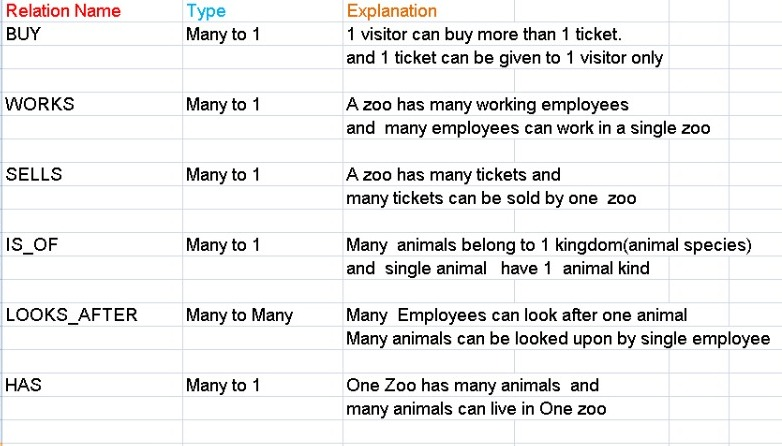 Relation Name Type Explanation
BUY Many to 1 1 visitor can buy more than 1 ticket.
and 1 ticket can be given to 1 visitor only
WORKS Many to 1 A zoo has many working employees
and many employees can work in a single zoo
SELLS Many to 1 A zoo has many tickets and
many tickets can be sold by one zoo
IS_OF Many to 1 Many animals belong to 1 kingdom(animal species)
and single animal have 1 animal kind
LOOKS_AFTER Many to Many Many Employees can look after one animal
Many animals can be looked upon by single employee
HAS Many to 1 One Zoo has many animals and
many animals can live in One zoo